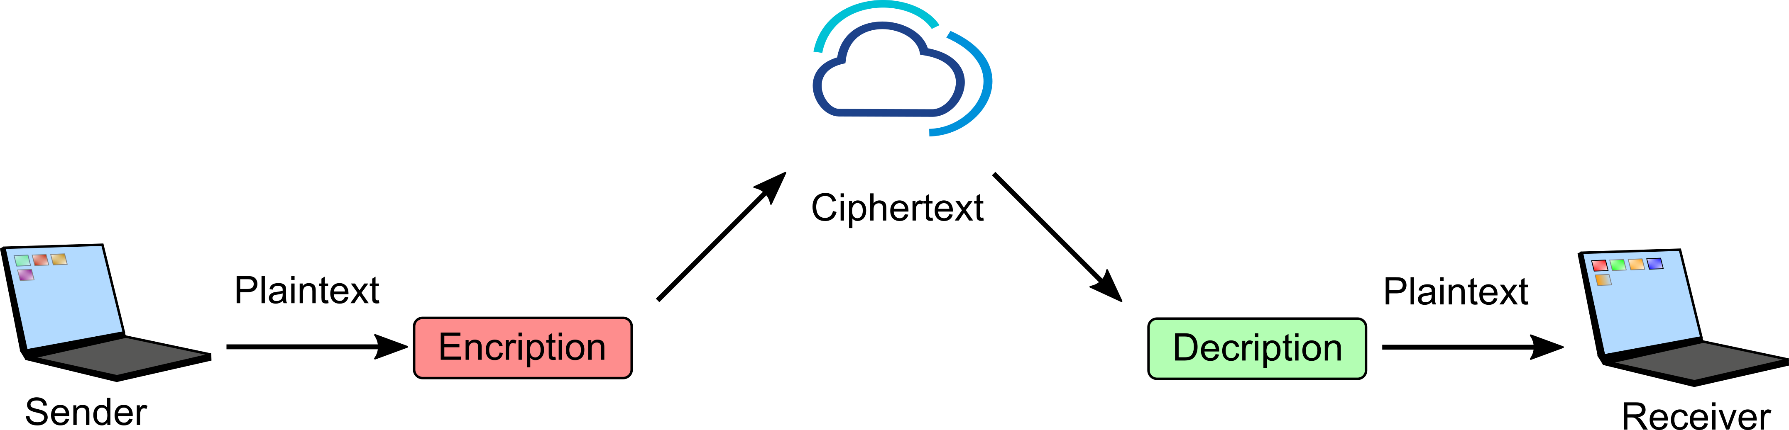 Ciphertext
Plaintext
Encription
Sender
Plaintext
Decription
Receiver